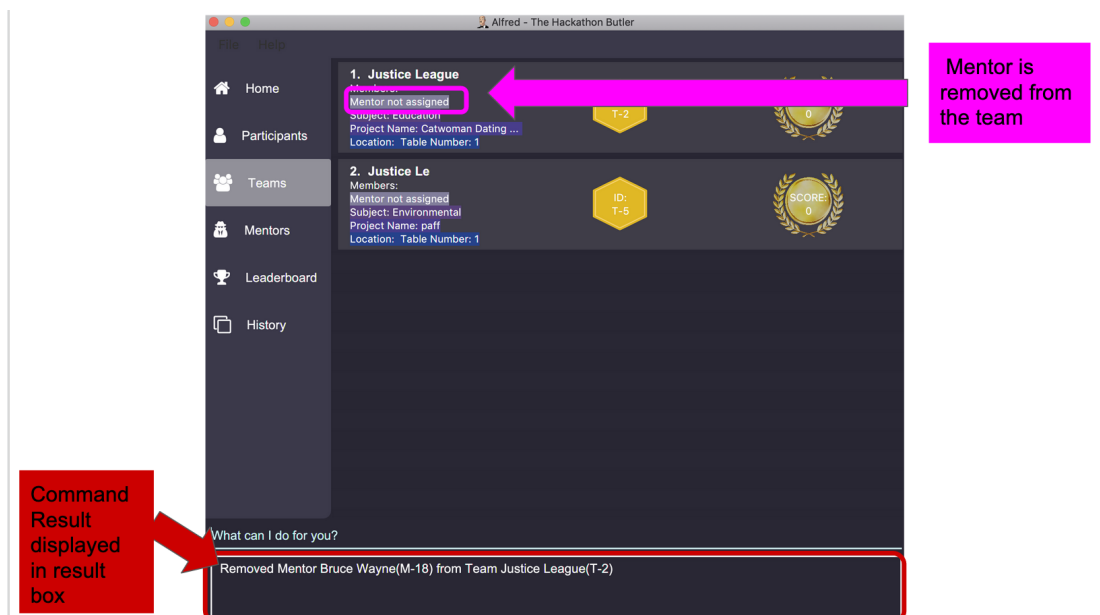 Alfred - The Hackathon Butler
File Help
Home
Participants
Teams
Mentors
Leaderboard
History
1. Justice League
Members:
Mentor not assigned
Subject: Education
Project Name: Catwoman Dating ...
Location: Table Number: 1
T-2
0
2. Justice Le
Members:
Mentor not assigned
Subject: Environmental
Project Name: paff
Location: Table Number: 1
ID:
T-5
SCORE:
0
Mentor is
removed from
the team
Command
Result
displayed
in result
box
What can I do for you?
Removed Mentor Bruce Wayne(M-18) from Team Justice League(T-2)